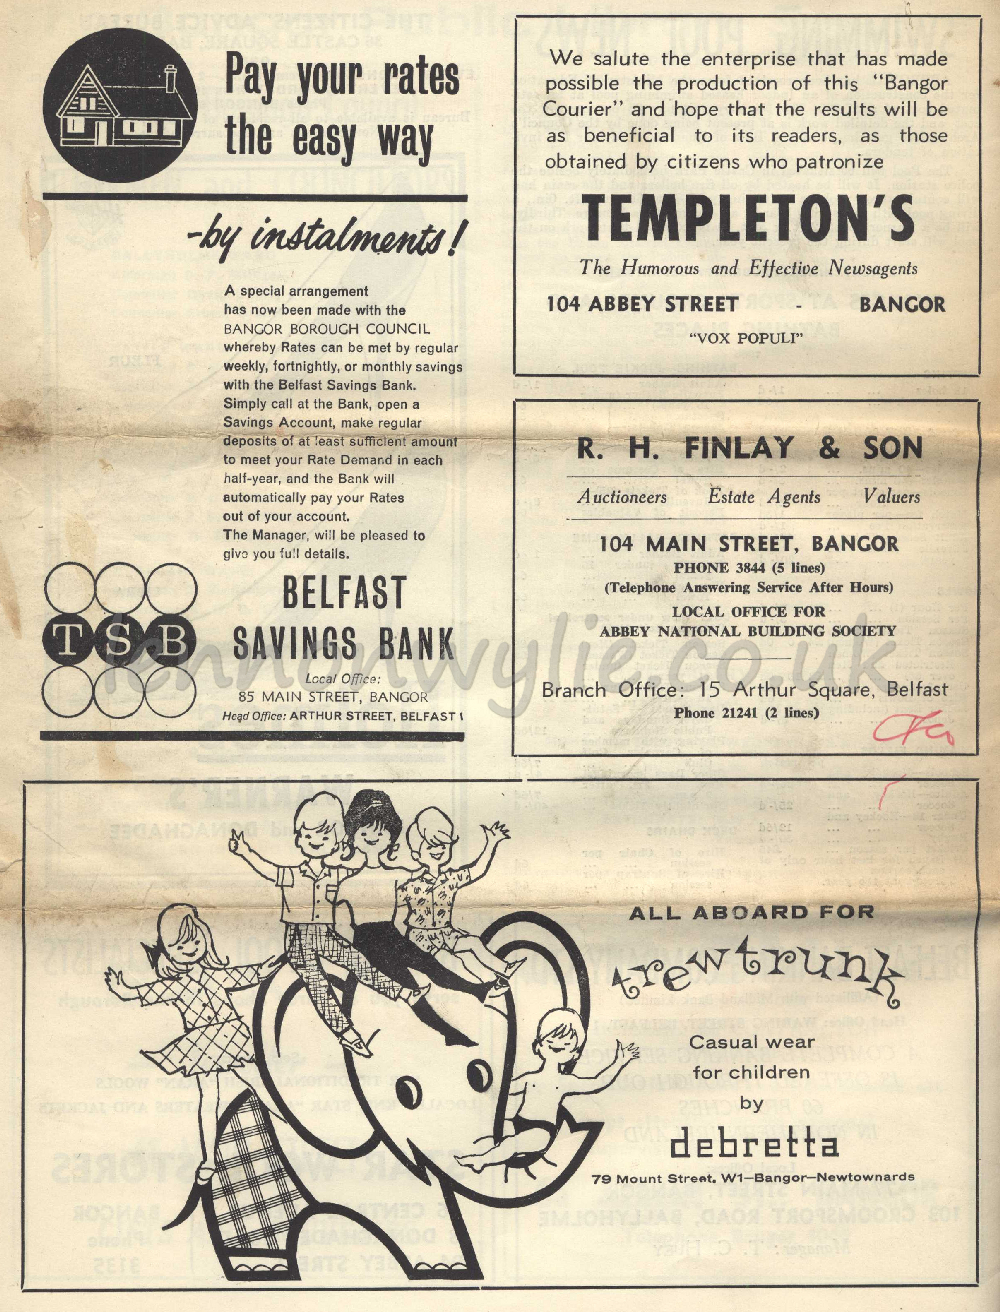 Pay your rates
the easy way
-by instalments!
A special arrangement
has now been made with the
BANGOR BOROUGH COUNCIL
whereby Rates can be met by regular
weekly, fortnightly, or monthly savings
with the Belfast Savings Bank.
Simply call at the Bank, open a
Savings Account, make regular
deposits of at least sufficient amount
to meet your Rate Demand in each
half-year, and the Bank will
automatically pay your Rates
out of your account.
The Manager, will be pleased to
give you full details.
TSB
BELFAST
SAVINGS BANK
Local Office:
85 MAIN STREET, BANGOR
Head Office: ARTHUR STREET, BELFAST 1
We salute the enterprise that has made
possible the production of this "Bangor
Courier" and hope that the results will be
as beneficial to its readers, as those
obtained by citizens who patronize
TEMPLETON'S
The Humorous and Effective Newsagents
104 ABBEY STREET - BANGOR
"VOX POPULI"
R. H. FINLAY & SON
Auctioneers Estate Agents Valuers
104 MAIN STREET, BANGOR
PHONE 3844 (5 lines)
(Telephone Answering Service After Hours)
LOCAL OFFICE FOR
ABBEY NATIONAL BUILDING SOCIETY
Branch Office: 15 Arthur Square, Belfast
Phone 21241 (2 lines)
lennonwylie.co.uk
ALL ABOARD FOR
trewtrunk
Casual wear
for children
by
debretta
79 Mount Street, W1—Bangor—Newtownards